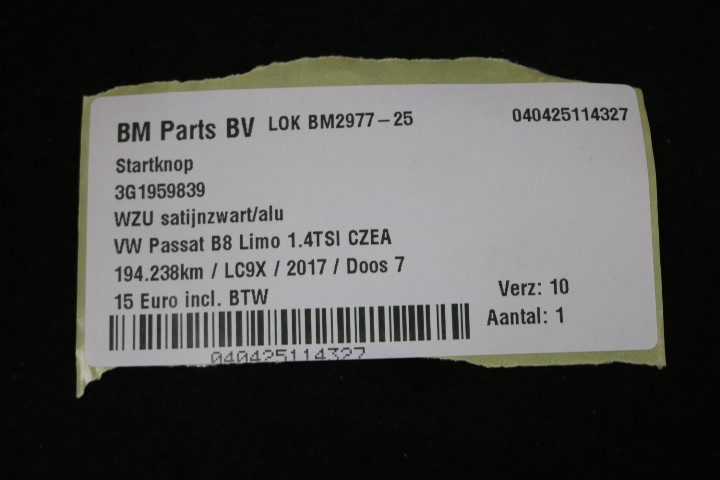 BM Parts BV LOK BM2977-25 040425114327
Startknop
3G1959839
WZU satijnzwart/alu
VW Passat B8 Limo 1.4TSI CZEA
194.238km / LC9X / 2017 / Doos 7
15 Euro incl. BTW Verz: 10
Aantal: 1
040425114327